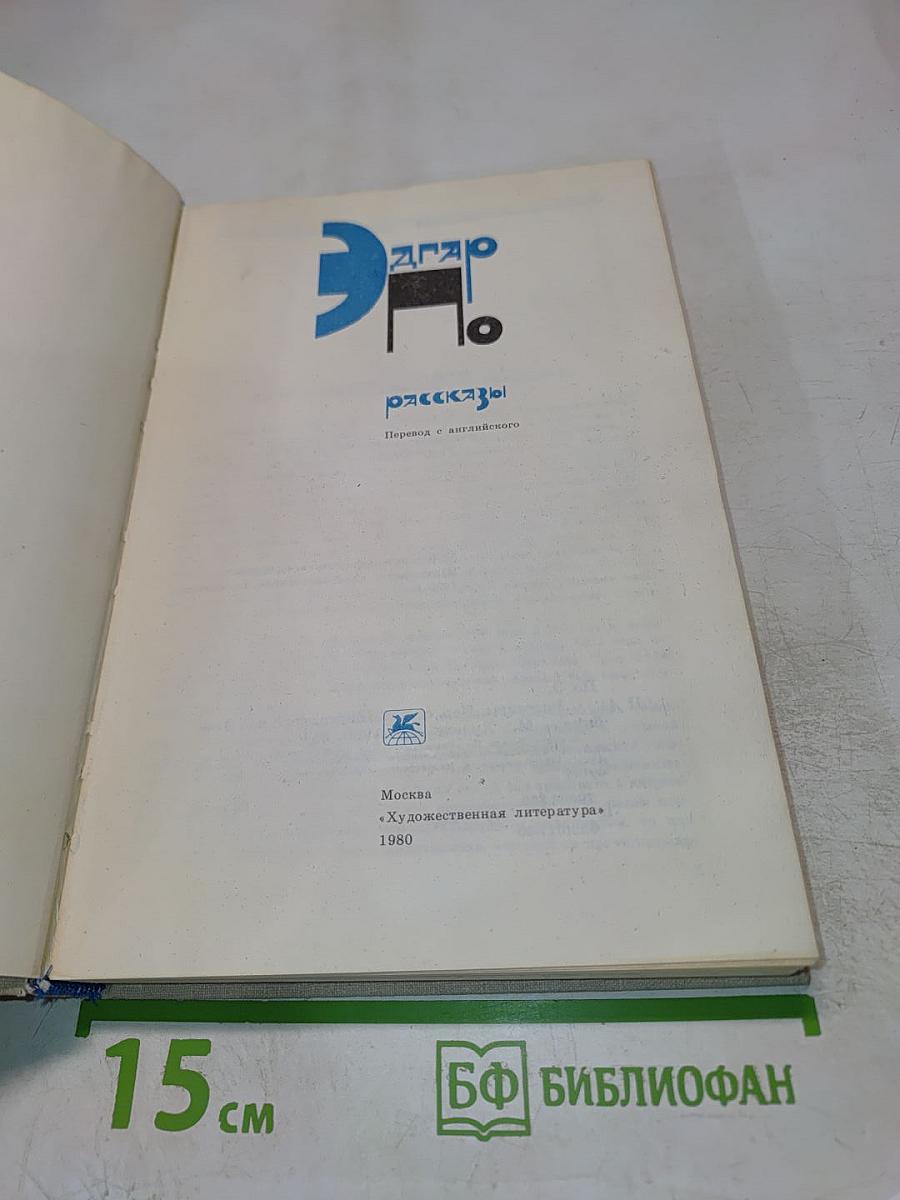 Эдгар
По
рассказы
Перевод с английского
Москва
«Художественная литература»
1980
15 см
БФ БИБЛИОФАН